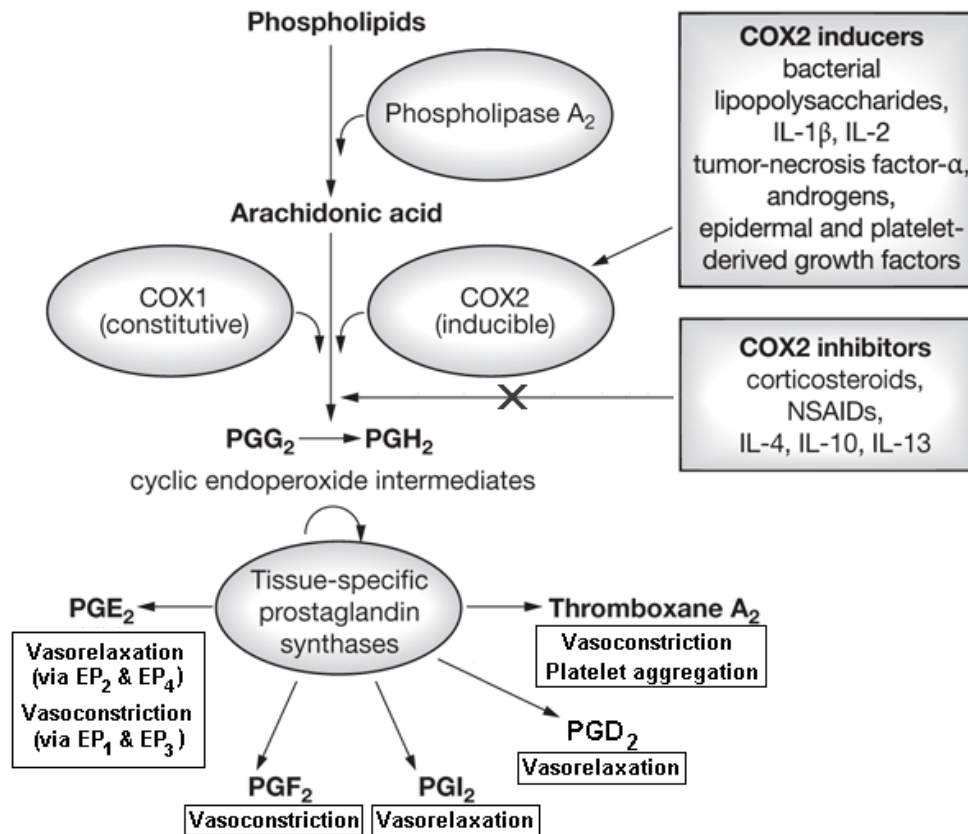 Phospholipids
Phospholipase A₂
Arachidonic acid
COX1
(constitutive)
COX2
(inducible)
COX2 inducers
bacterial
lipopolysaccharides,
IL-1β, IL-2
tumor-necrosis factor-α,
androgens,
epidermal and platelet-
derived growth factors
COX2 inhibitors
corticosteroids,
NSAIDs,
IL-4, IL-10, IL-13
PGG₂ PGH₂
cyclic endoperoxide intermediates
Tissue-specific
prostaglandin
synthases
PGE₂
Vasorelaxation
(via EP₂ & EP₄)
Vasoconstriction
(via EP₁ & EP₃)
Thromboxane A₂
Vasoconstriction
Platelet aggregation
PGD₂
Vasorelaxation
PGF₂
Vasoconstriction
PGI₂
Vasorelaxation